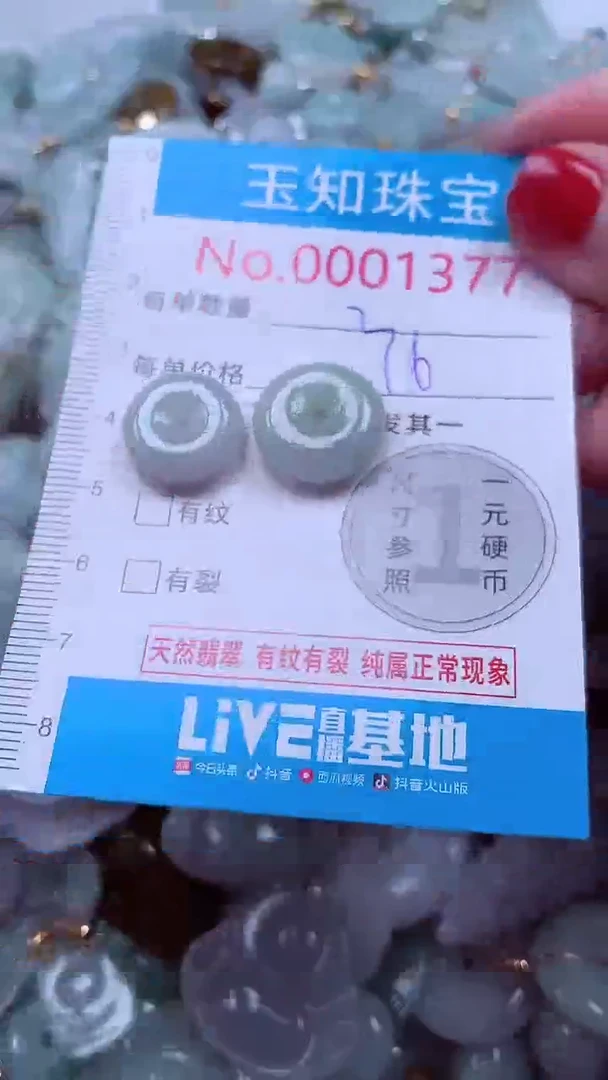 玉知珠宝
No.0001377
每单数量
76
每单价格
发其一
有纹
有裂
尺寸参照
1
一元硬币
天然翡翠 有纹有裂 纯属正常现象
LiVE直播基地
今日头条 抖音 西瓜视频 抖音火山版
4
5
6
7
8